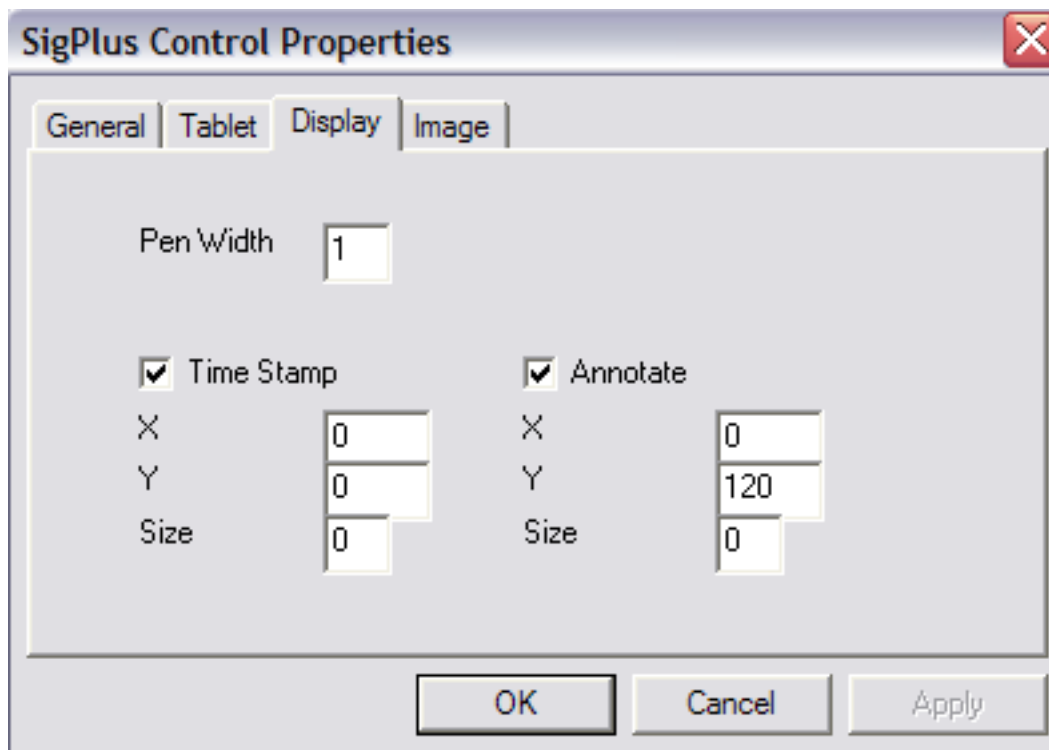 SigPlus Control Properties
General Tablet Display Image
Pen Width 1
Time Stamp Annotate
X 0 X 0
Y 0 Y 120
Size 0 Size 0
OK Cancel Apply